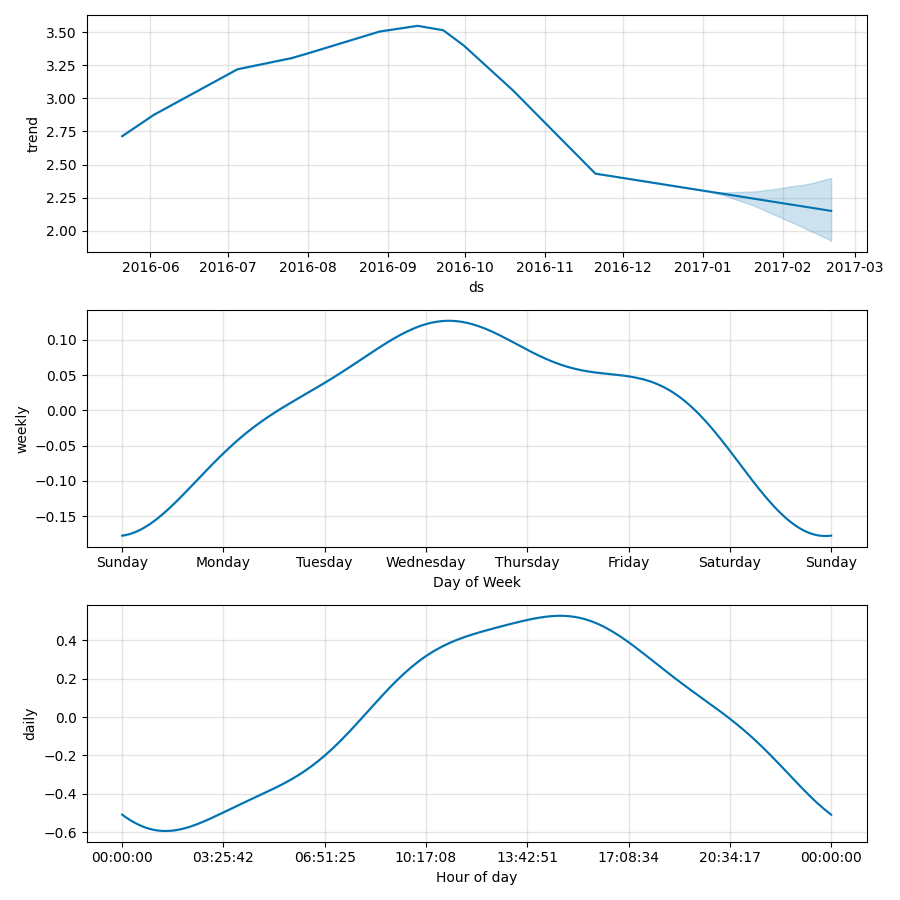 3.50
3.25
3.00
2.75
2.50
2.25
2.00
trend
2016-06 2016-07 2016-08 2016-09 2016-10 2016-11 2016-12 2017-01 2017-02 2017-03
ds
0.10
0.05
0.00
−0.05
−0.10
−0.15
weekly
Sunday Monday Tuesday Wednesday Thursday Friday Saturday Sunday
Day of Week
0.4
0.2
0.0
−0.2
−0.4
−0.6
daily
00:00:00 03:25:42 06:51:25 10:17:08 13:42:51 17:08:34 20:34:17 00:00:00
Hour of day